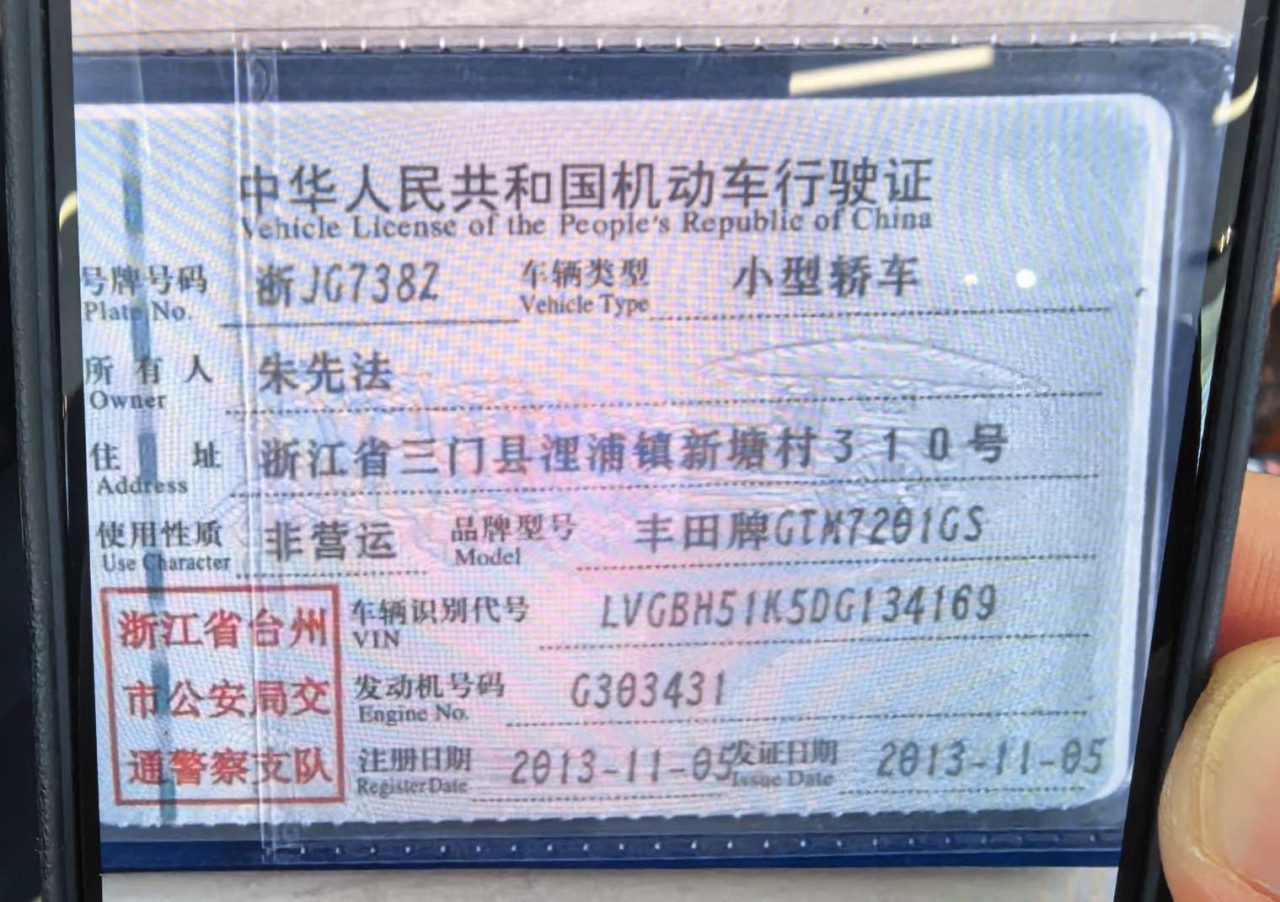 中华人民共和国机动车行驶证
Vehicle License of the People's Republic of China
号牌号码 浙JG738Z 车辆类型 小型轿车
Plate No. Vehicle Type
所有人 朱先法
Owner
住址 浙江省三门县浬浦镇新塘村310号
Address
使用性质 非营运 品牌型号 丰田牌GTM7201GS
Use Character Model
浙江省台州
市公安局交
通警察支队
车辆识别代号 LVGBH51K5DG134169
VIN
发动机号码 G303431
Engine No.
注册日期 2013-11-05 发证日期 2013-11-05
Register Date Issue Date